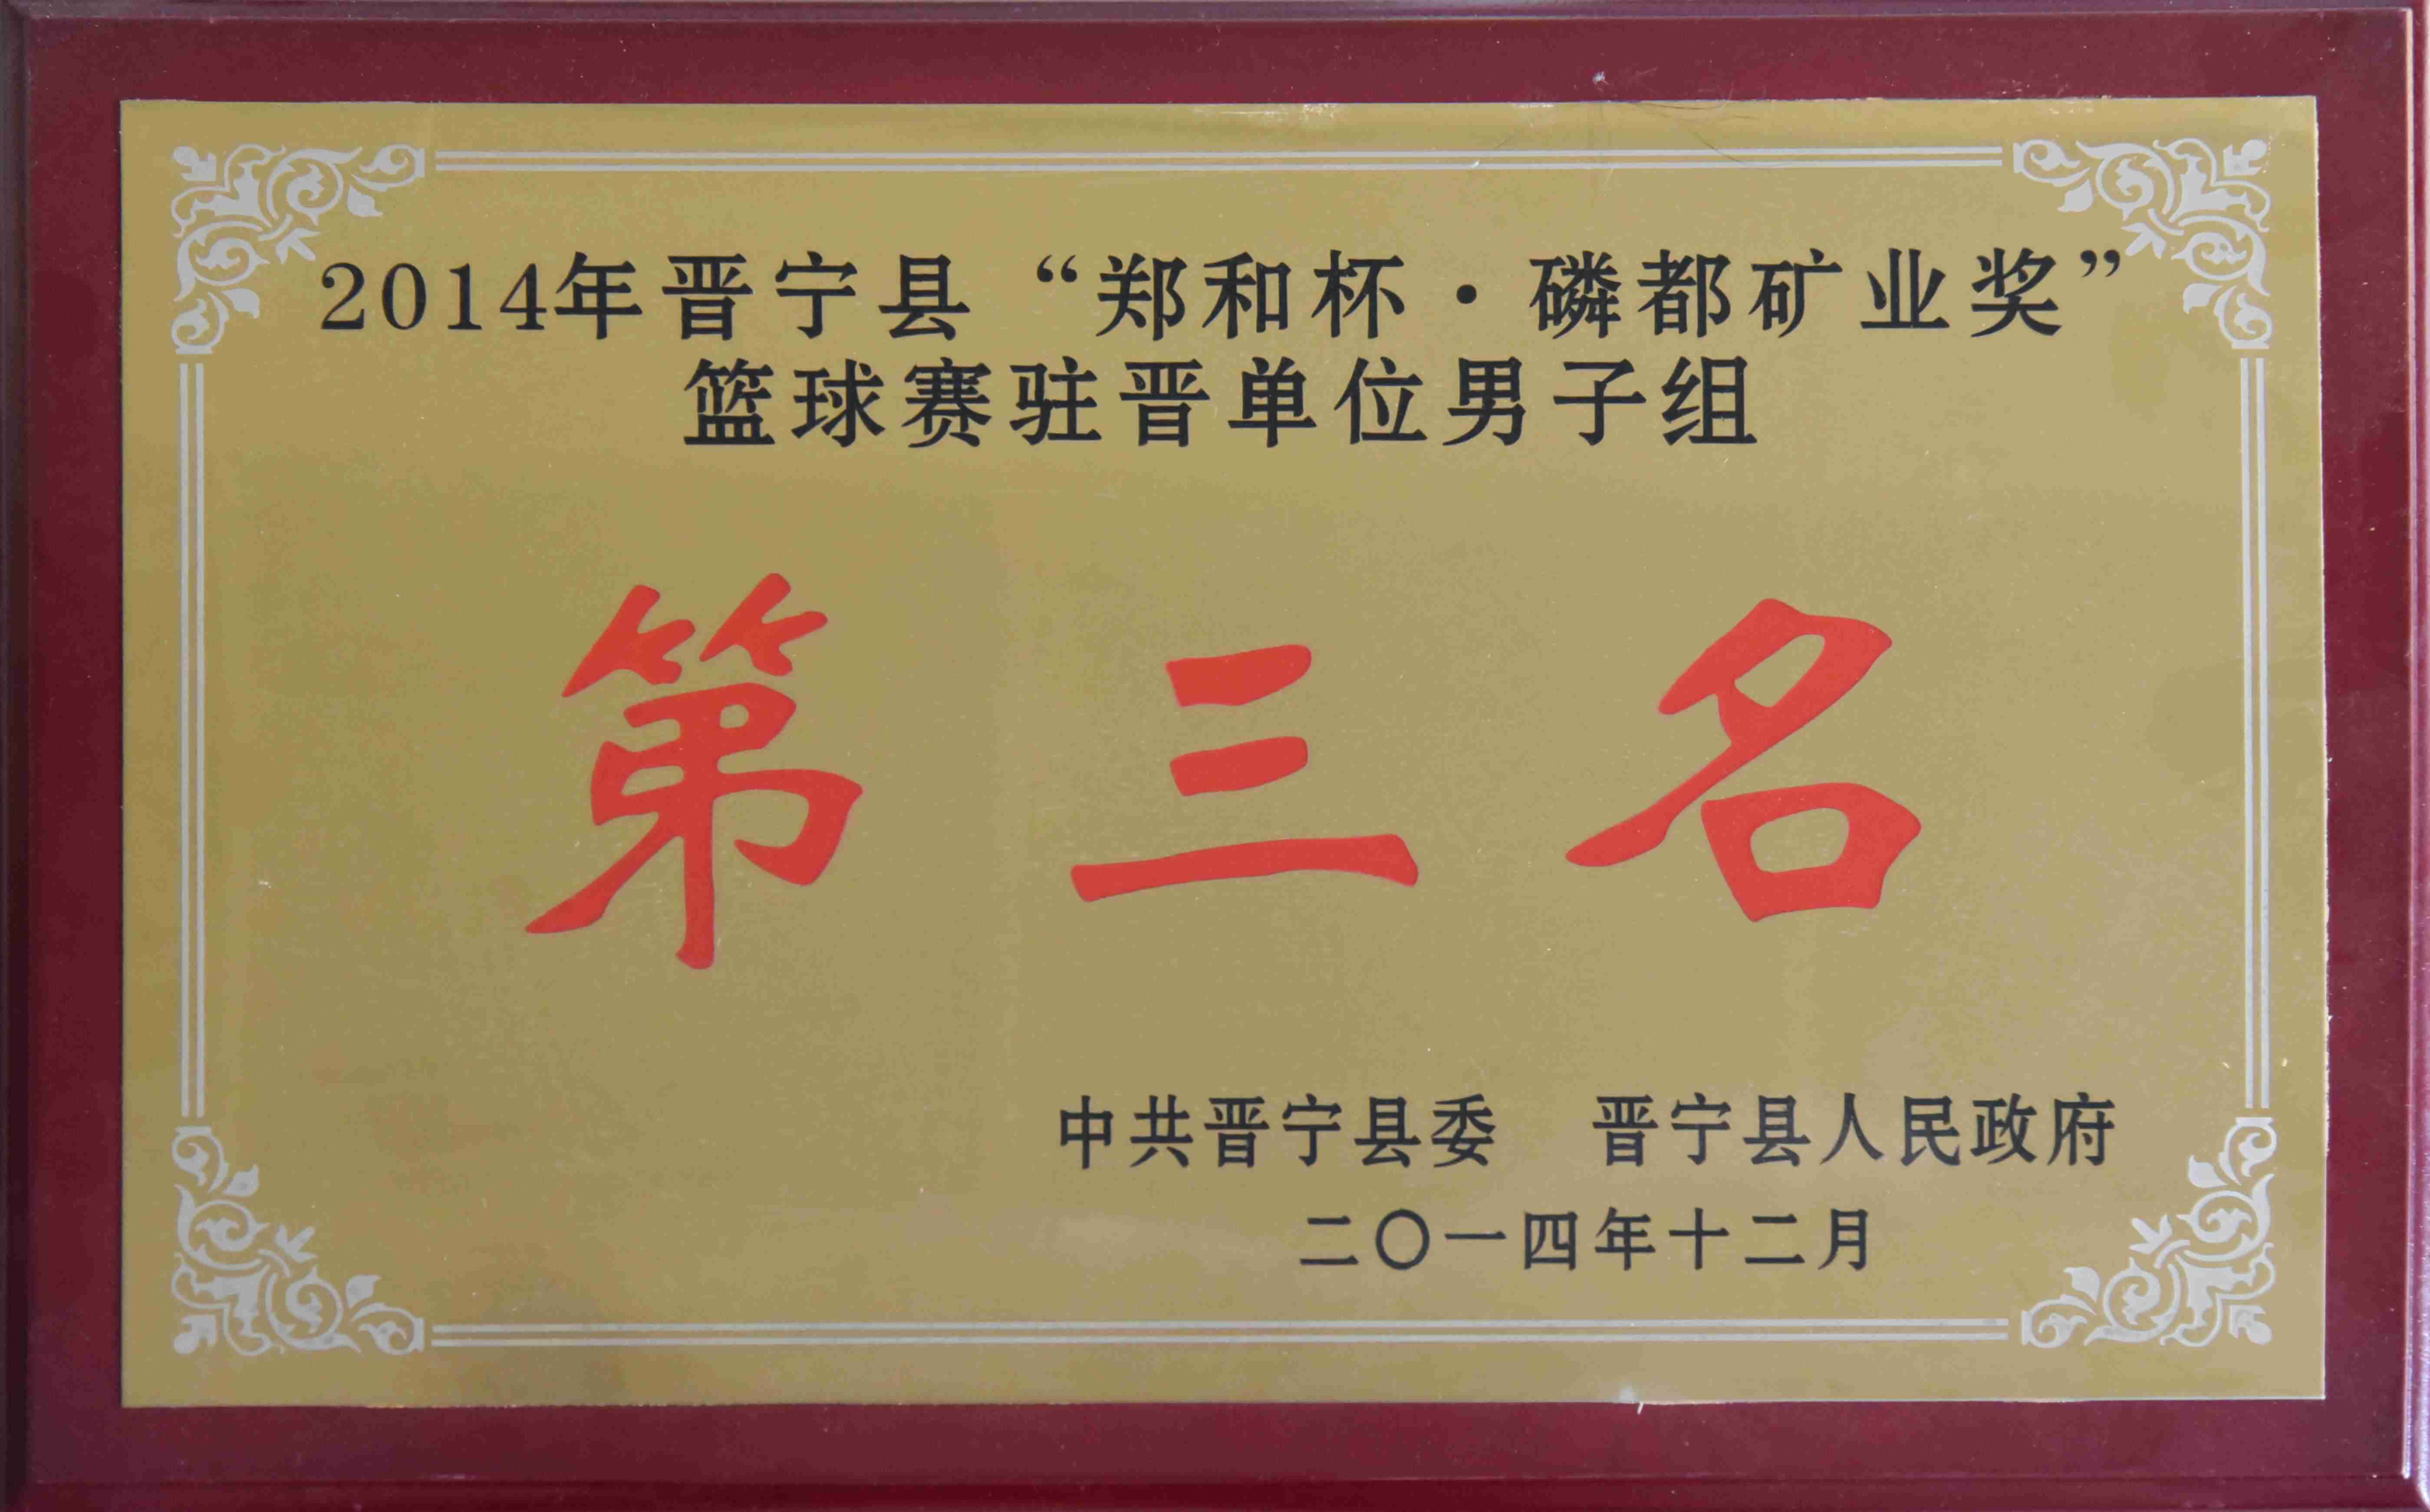 2014年晋宁县“郑和杯·磷都矿业奖”
篮球赛驻晋单位男子组
第三名
中共晋宁县委　晋宁县人民政府
二〇一四年十二月